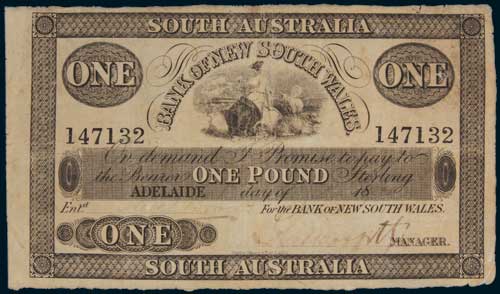 SOUTH AUSTRALIA
ONE
BANK OF NEW SOUTH WALES.
ONE
147132
147132
On demand I Promise to pay to
the Bearer ONE POUND Sterling
ADELAIDE day of 18
Entd For the BANK OF NEW SOUTH WALES.
ONE
MANAGER.
SOUTH AUSTRALIA